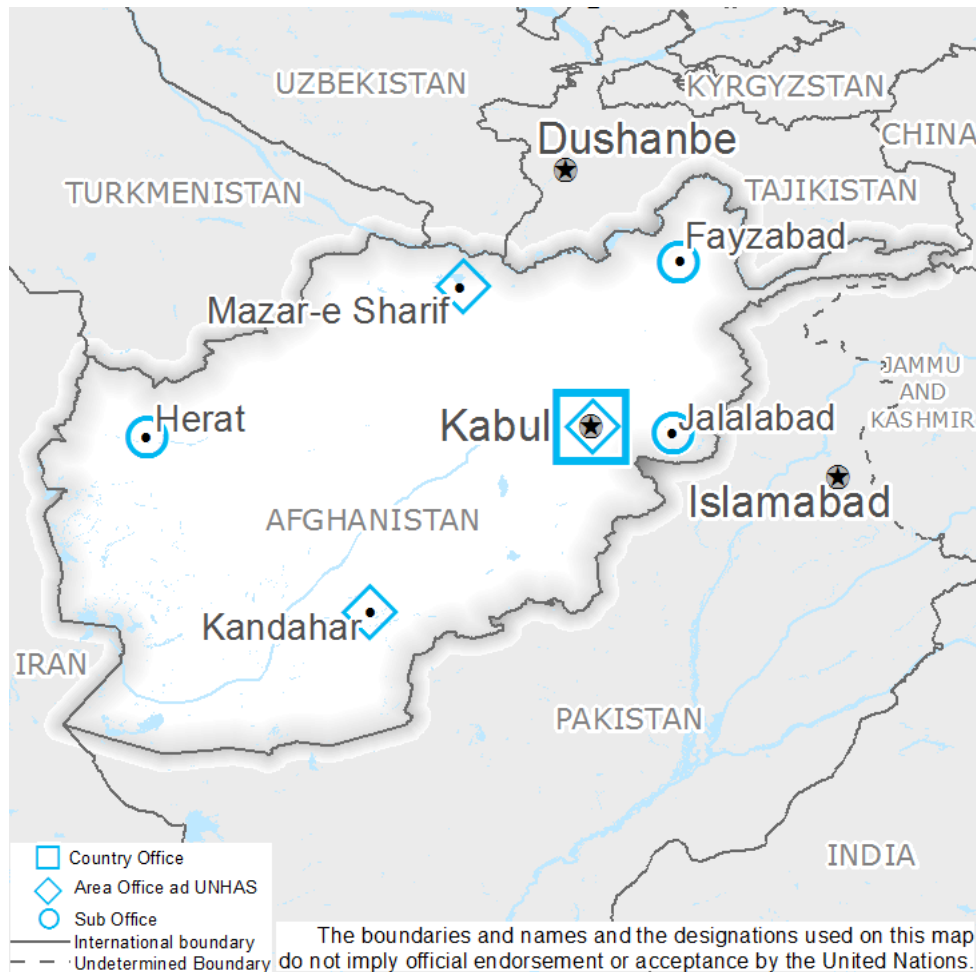 UZBEKISTAN
KYRGYZSTAN
CHINA
Dushanbe
TURKMENISTAN
TAJIKISTAN
Fayzabad
Mazar-e Sharif
JAMMU
AND
KASHMIR
Herat
Kabul
Jalalabad
Islamabad
AFGHANISTAN
Kandahar
IRAN
PAKISTAN
INDIA
Country Office
Area Office ad UNHAS
Sub Office
International boundary
Undetermined Boundary
The boundaries and names and the designations used on this map
do not imply official endorsement or acceptance by the United Nations.